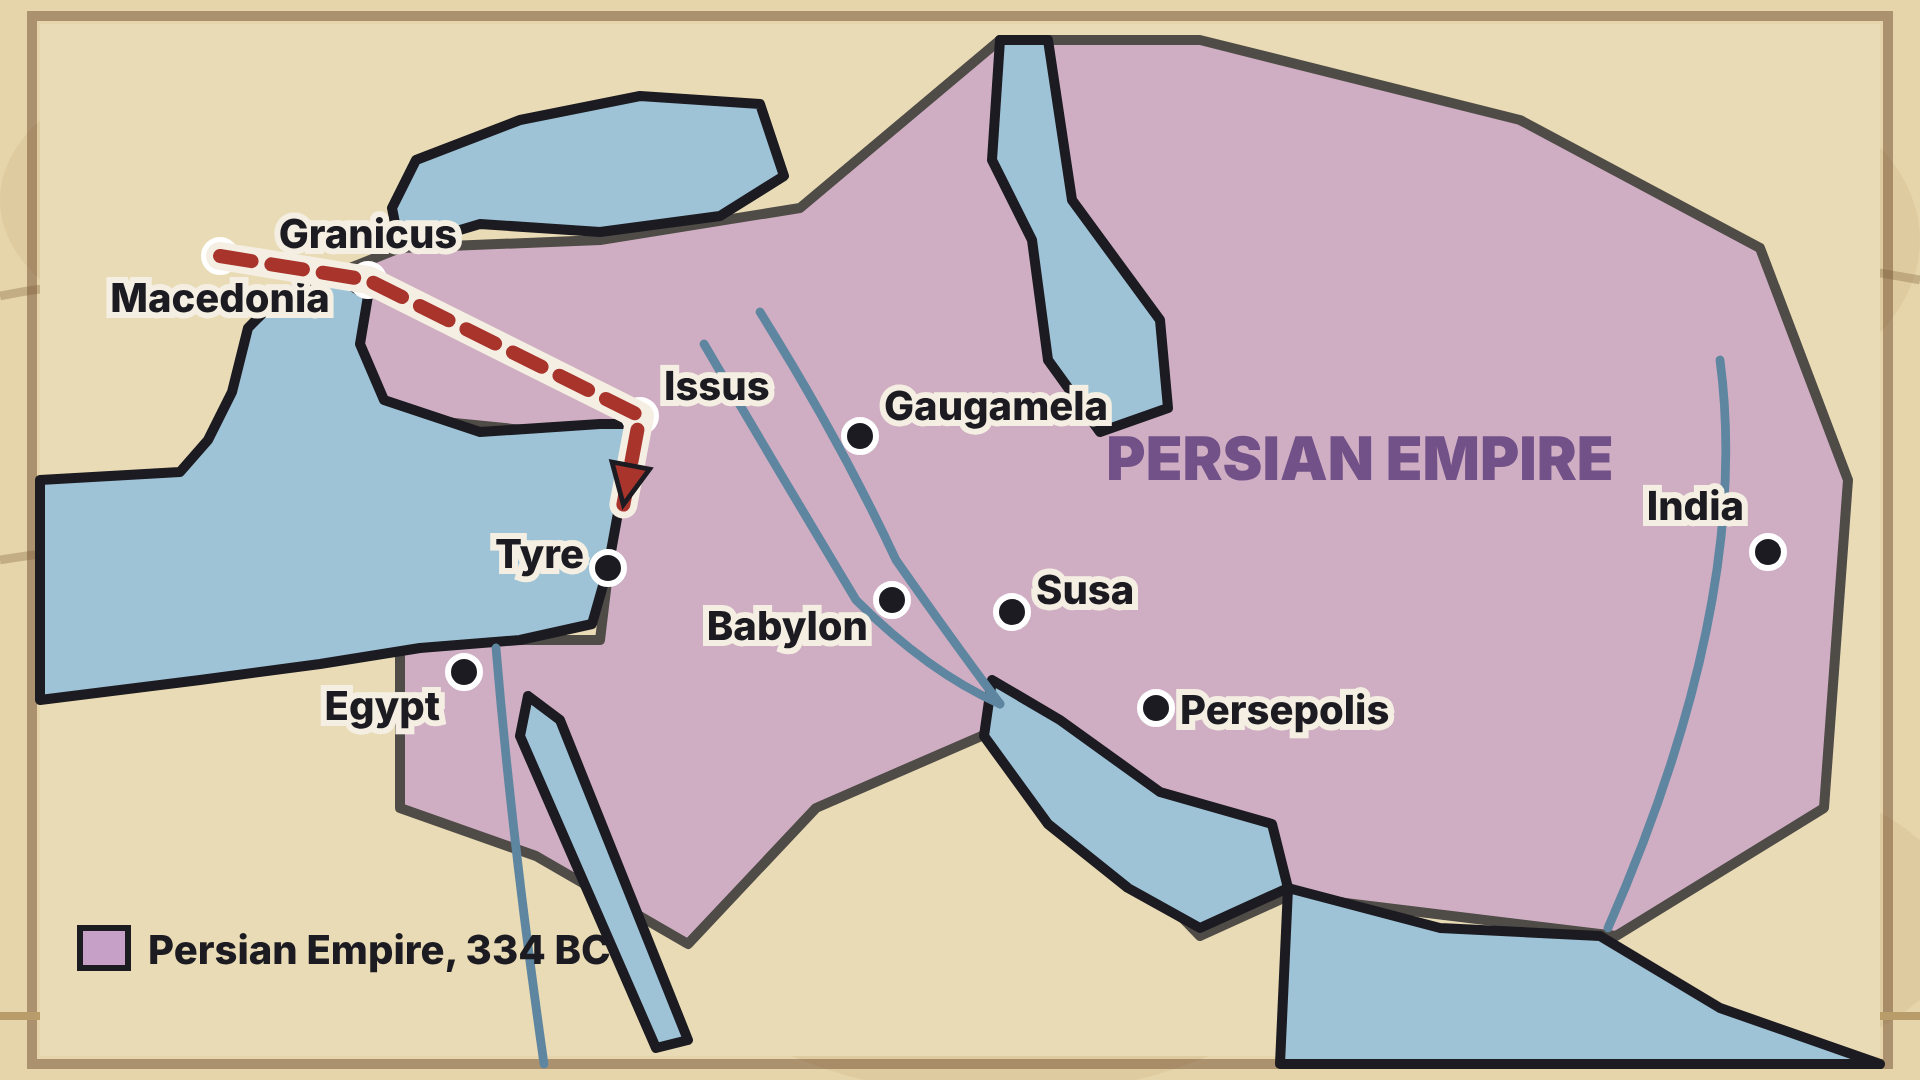 Granicus
Macedonia
Issus
Gaugamela
PERSIAN EMPIRE
India
Tyre
Susa
Babylon
Egypt
Persepolis
Persian Empire, 334 BC